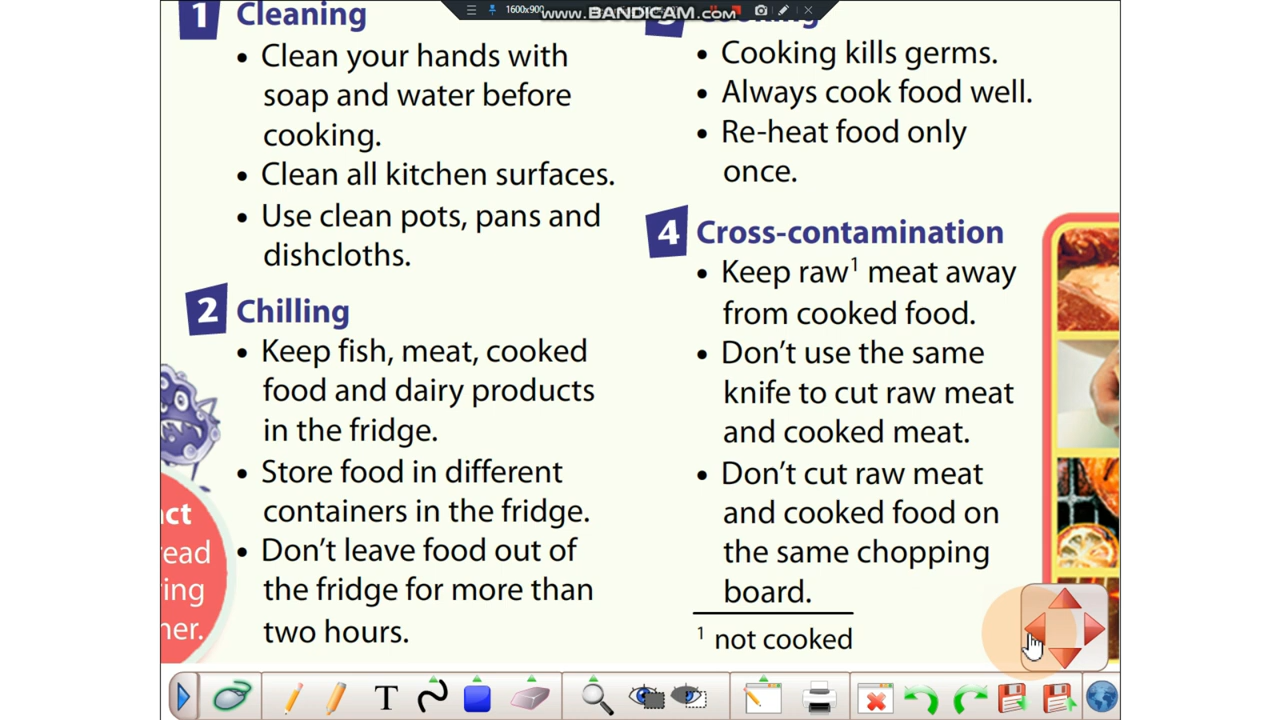 1600x900
www.BANDICAM.com
1 Cleaning
• Clean your hands with
soap and water before
cooking.
• Clean all kitchen surfaces.
• Use clean pots, pans and
dishcloths.
2 Chilling
• Keep fish, meat, cooked
food and dairy products
in the fridge.
• Store food in different
containers in the fridge.
• Don't leave food out of
the fridge for more than
two hours.
• Cooking kills germs.
• Always cook food well.
• Re-heat food only
once.
4 Cross-contamination
• Keep raw¹ meat away
from cooked food.
• Don't use the same
knife to cut raw meat
and cooked meat.
• Don't cut raw meat
and cooked food on
the same chopping
board.
¹ not cooked
T